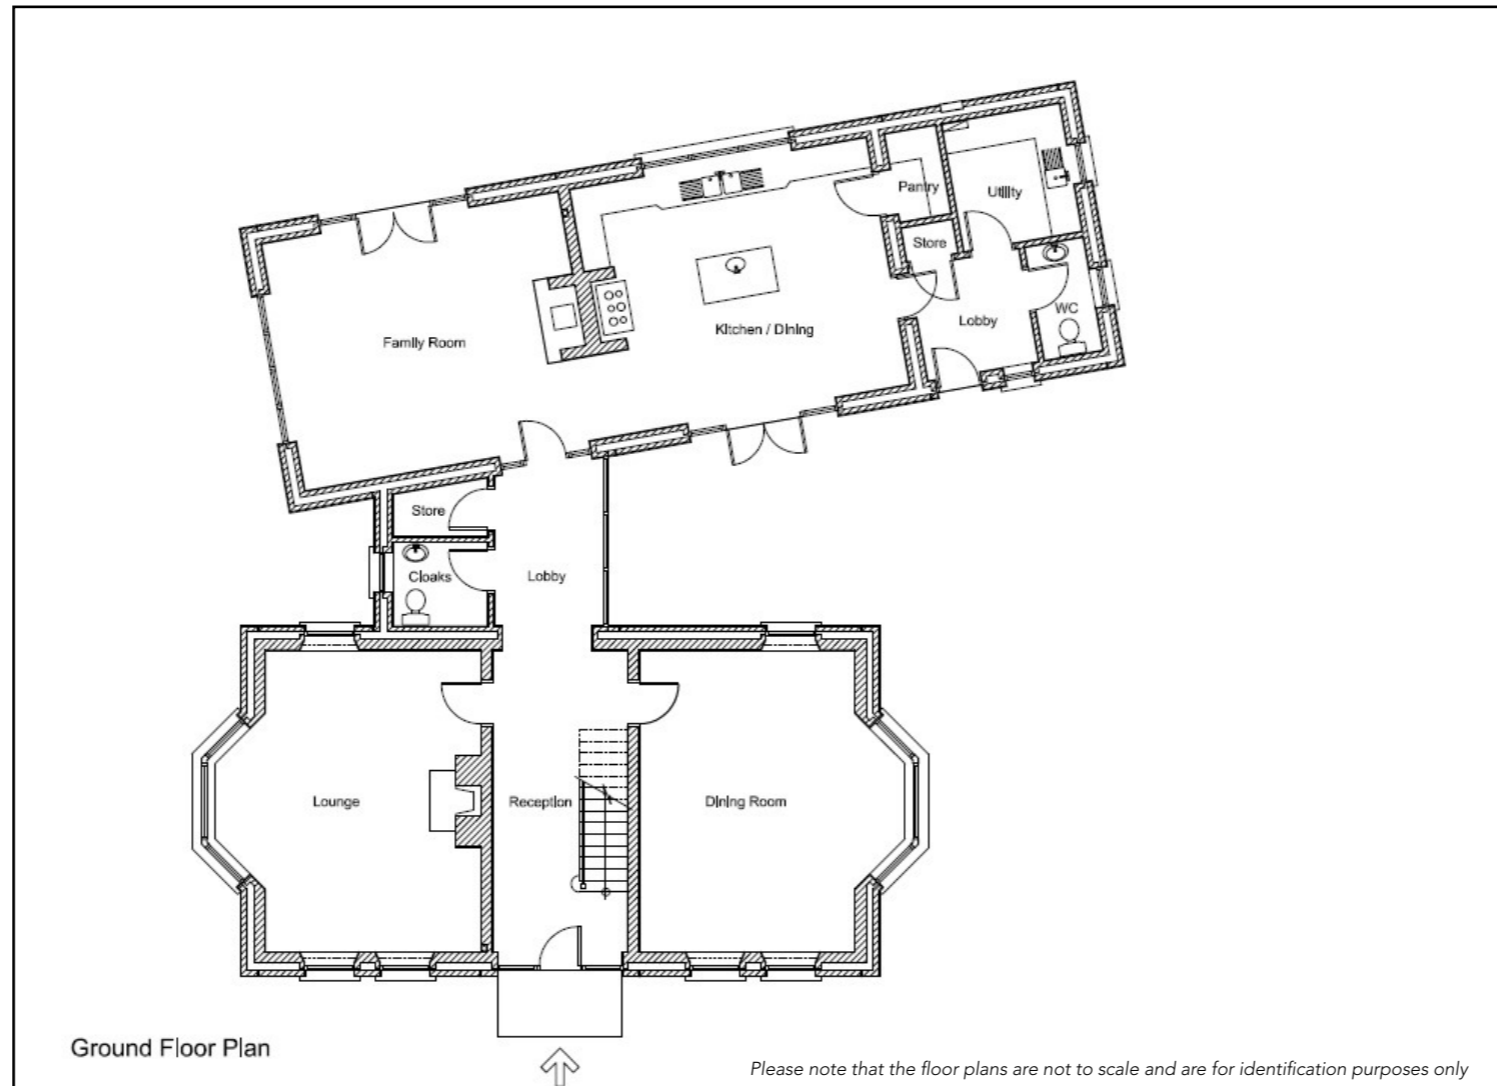 Pantry
Utility
Store
WC
Lobby
Kitchen / Dining
Family Room
Store
Cloaks
Lobby
Lounge
Reception
Dining Room
Ground Floor Plan
Please note that the floor plans are not to scale and are for identification purposes only